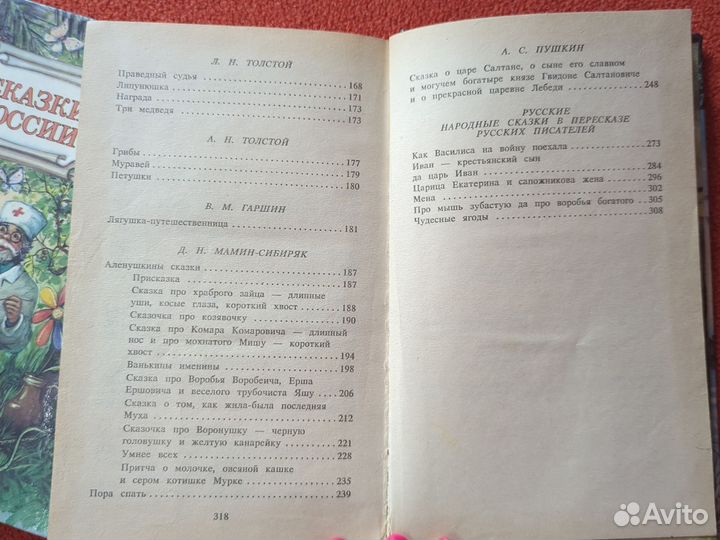 СКАЗКИ
РОССИИ
Л. Н. ТОЛСТОЙ
Праведный судья 168
Липунюшка 171
Награда 173
Три медведя 173
А. Н. ТОЛСТОЙ
Грибы 177
Муравей 179
Петушки 180
В. М. ГАРШИН
Лягушка-путешественница 181
Д. Н. МАМИН-СИБИРЯК
Аленушкины сказки 187
Присказка 187
Сказка про храброго зайца — длинные
уши, косые глаза, короткий хвост 188
Сказочка про козявочку 190
Сказка про Комара Комаровича — длинный
нос и про мохнатого Мишу — короткий
хвост 194
Ванькины именины 198
Сказка про Воробья Воробеича, Ерша
Ершовича и веселого трубочиста Яшу 206
Сказка о том, как жила-была последняя
Муха 212
Сказочка про Воронушку — черную
головушку и желтую канарейку 221
Умнее всех 228
Притча о молочке, овсяной кашке
и сером котишке Мурке 235
Пора спать 239
318
А. С. ПУШКИН
Сказка о царе Салтане, о сыне его славном
и могучем богатыре князе Гвидоне Салтановиче
и о прекрасной царевне Лебеди 248
РУССКИЕ
НАРОДНЫЕ СКАЗКИ В ПЕРЕСКАЗЕ
РУССКИХ ПИСАТЕЛЕЙ
Как Василиса на войну поехала 273
Иван — крестьянский сын
да царь Иван 284
Царица Екатерина и сапожникова жена 296
Мена 302
Про мышь зубастую да про воробья богатого 305
Чудесные ягоды 308
Avito